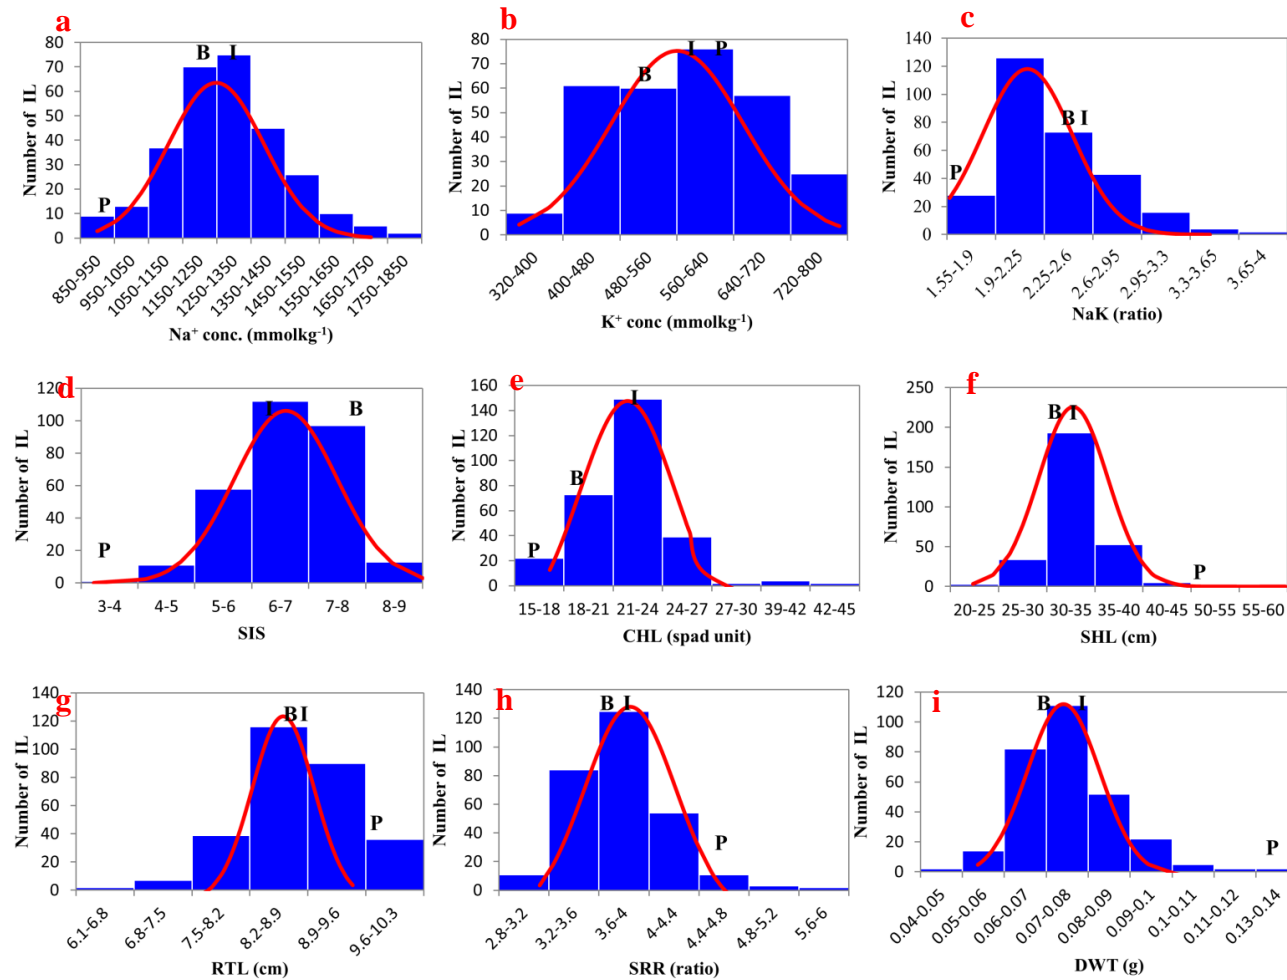 a
Number of IL
80
70
60
50
40
30
20
10
0
P
B
I
850-950
950-1050
1050-1150
1150-1250
1250-1350
1350-1450
1450-1550
1550-1650
1650-1750
1750-1850
Na⁺ conc. (mmolkg⁻¹)
b
Number of IL
80
70
60
50
40
30
20
10
0
B
I
P
320-400
400-480
480-560
560-640
640-720
720-800
K⁺ conc (mmolkg⁻¹)
c
Number of IL
140
120
100
80
60
40
20
0
P
B I
1.55-1.9
1.9-2.25
2.25-2.6
2.6-2.95
2.95-3.3
3.3-3.65
3.65-4
NaK (ratio)
d
Number of IL
120
100
80
60
40
20
0
P
I
B
3-4
4-5
5-6
6-7
7-8
8-9
SIS
e
Number of IL
160
140
120
100
80
60
40
20
0
P
B
I
15-18
18-21
21-24
24-27
27-30
39-42
42-45
CHL (spad unit)
f
Number of IL
250
200
150
100
50
0
B I
P
20-25
25-30
30-35
35-40
40-45
50-55
55-60
SHL (cm)
g
Number of IL
140
120
100
80
60
40
20
0
B I
P
6.1-6.8
6.8-7.5
7.5-8.2
8.2-8.9
8.9-9.6
9.6-10.3
RTL (cm)
h
Number of IL
140
120
100
80
60
40
20
0
B I
P
2.8-3.2
3.2-3.6
3.6-4
4-4.4
4.4-4.8
4.8-5.2
5.6-6
SRR (ratio)
i
Number of IL
120
100
80
60
40
20
0
B
I
P
0.04-0.05
0.05-0.06
0.06-0.07
0.07-0.08
0.08-0.09
0.09-0.1
0.10-0.11
0.11-0.12
0.13-0.14
DWT (g)